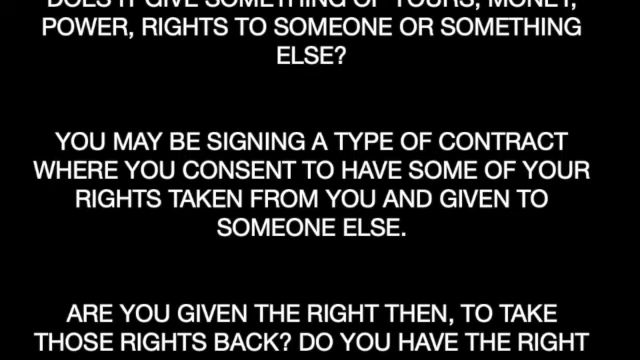 DOES IT GIVE SOMETHING OF YOURS, MONEY,
POWER, RIGHTS TO SOMEONE OR SOMETHING
ELSE?
YOU MAY BE SIGNING A TYPE OF CONTRACT
WHERE YOU CONSENT TO HAVE SOME OF YOUR
RIGHTS TAKEN FROM YOU AND GIVEN TO
SOMEONE ELSE.
ARE YOU GIVEN THE RIGHT THEN, TO TAKE
THOSE RIGHTS BACK? DO YOU HAVE THE RIGHT